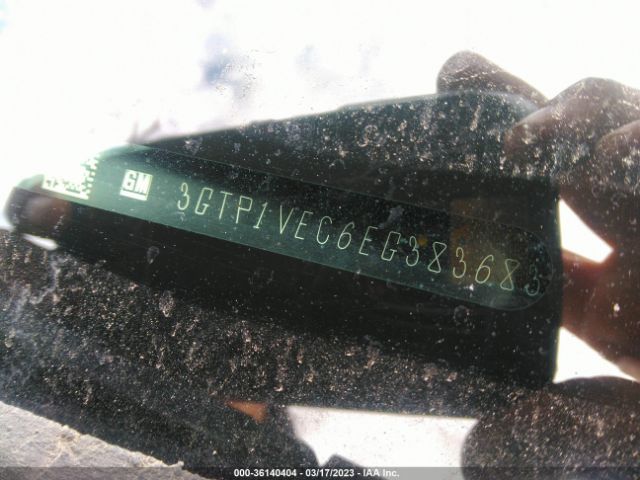 GM 3GTP1VEC6EG383683
000-36140404 - 03/17/2023 - IAA Inc.